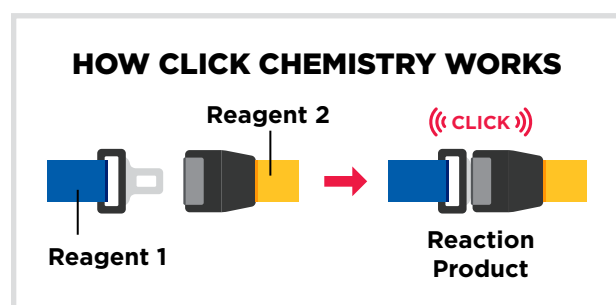 HOW CLICK CHEMISTRY WORKS
Reagent 2
CLICK
Reagent 1
Reaction
Product